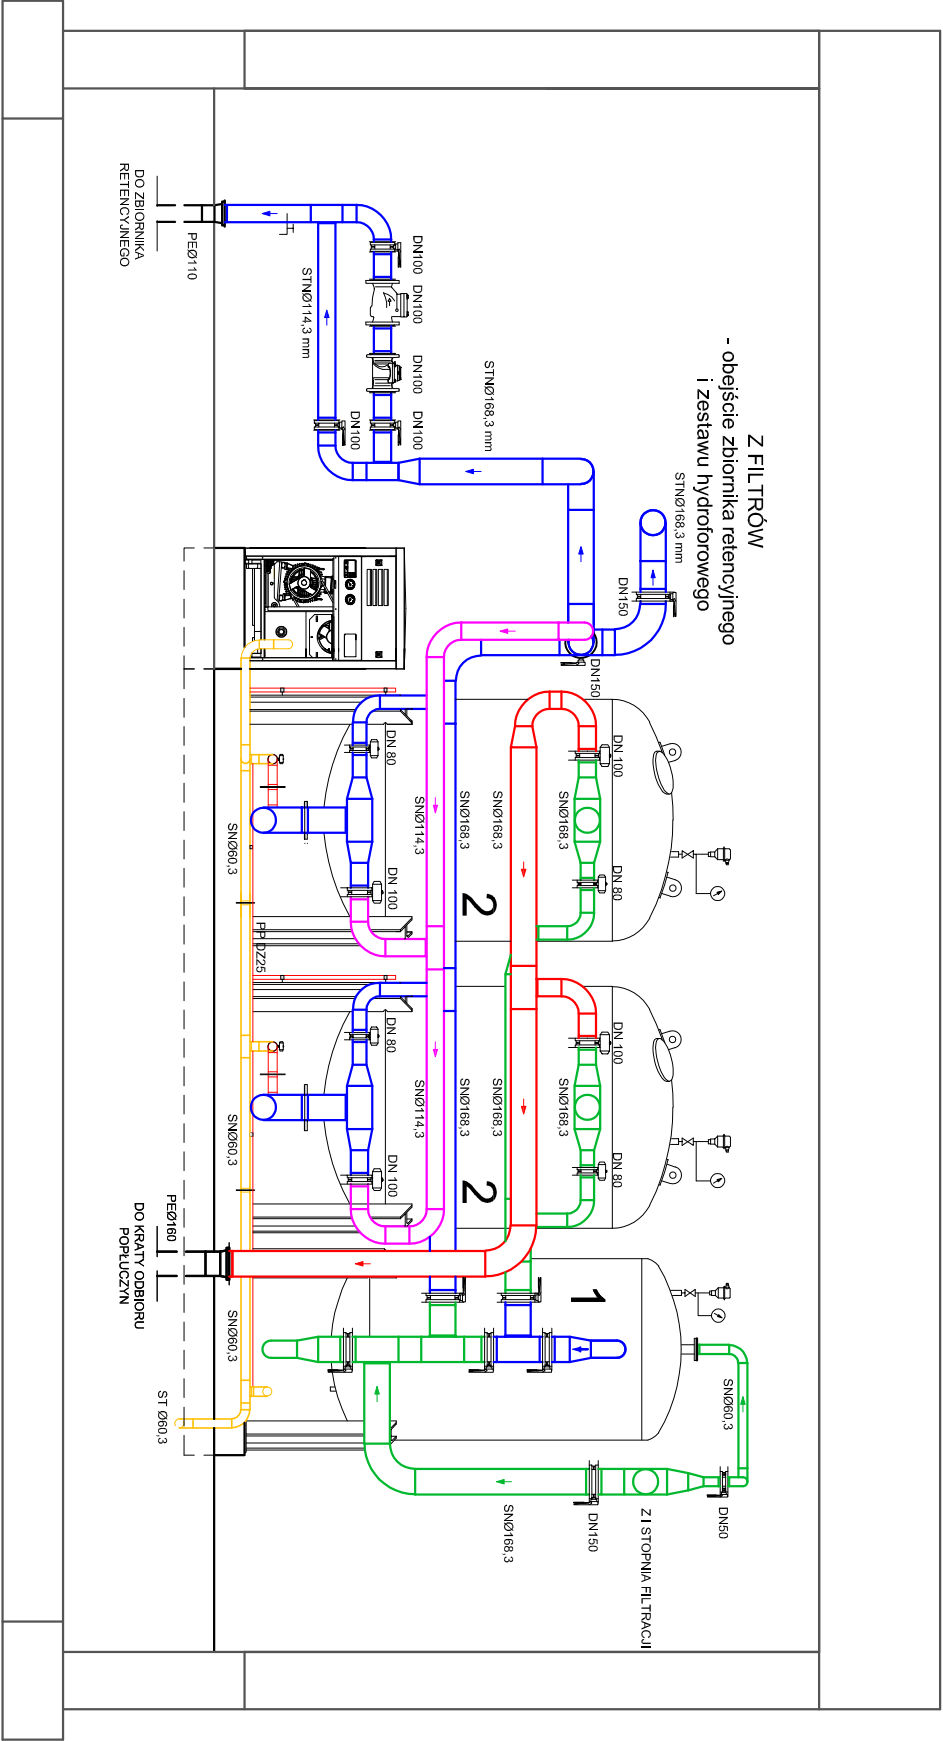 Z FILTRÓW
- obejście zbiornika retencyjnego
i zestawu hydroforowego
STNØ168,3 mm
DN150
DN150
STNØ168,3 mm
DN100
DN100
DN100
DN100
DN100
STNØ114,3 mm
PEØ110
DO ZBIORNIKA
RETENCYJNEGO
DN 100
SNØ168,3
DN 80
SNØ168,3
SNØ168,3
SNØ114,3
2
DN 80
DN 100
SNØ60,3
PP DZ25
DN 100
SNØ168,3
DN 80
SNØ168,3
SNØ168,3
SNØ114,3
2
DN 80
DN 100
SNØ60,3
1
SNØ60,3
DN50
Z I STOPNIA FILTRACJI
DN150
SNØ168,3
PEØ160
DO KRATY ODBIORU
POPŁUCZYN
SNØ60,3
ST Ø60,3